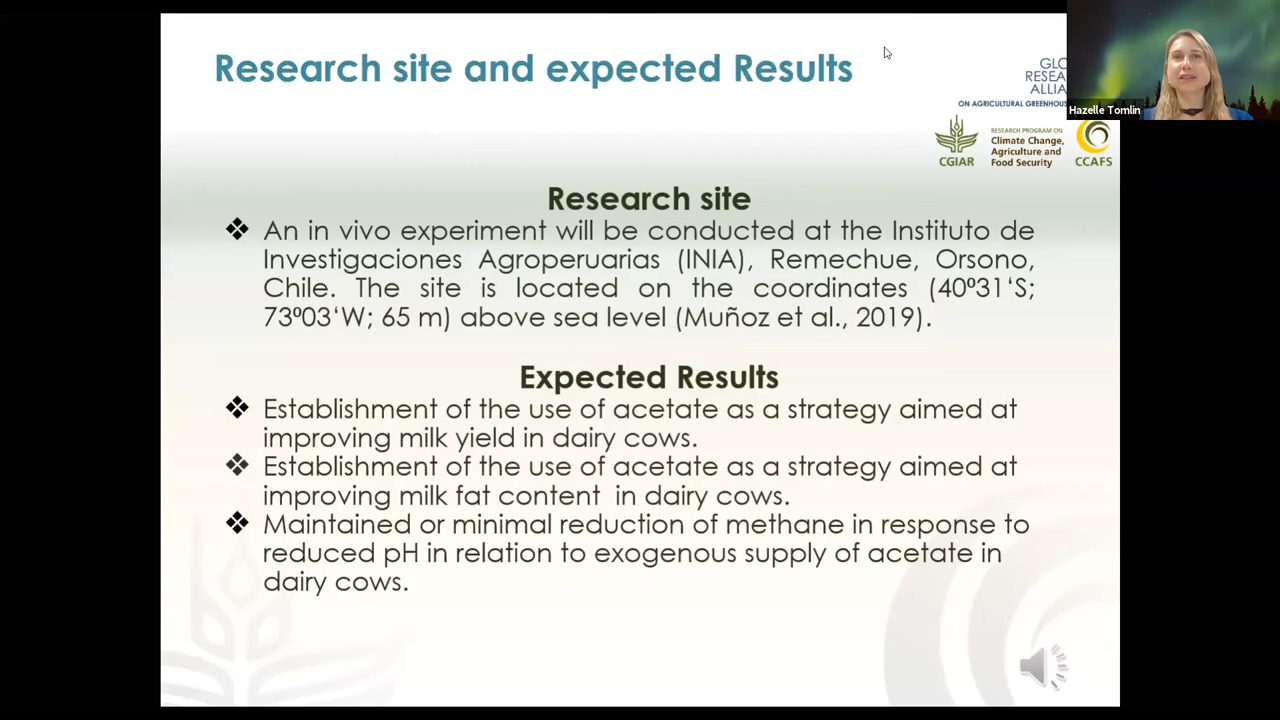 Research site and expected Results
GLO
RESEA
ALLIA
ON AGRICULTURAL GREENHOUS
Hazelle Tomlin
CGIAR
RESEARCH PROGRAM ON
Climate Change,
Agriculture and
Food Security
CCAFS
Research site
❖ An in vivo experiment will be conducted at the Instituto de
Investigaciones Agroperuarias (INIA), Remechue, Orsono,
Chile. The site is located on the coordinates (40º31‘S;
73º03‘W; 65 m) above sea level (Muñoz et al., 2019).
Expected Results
❖ Establishment of the use of acetate as a strategy aimed at
improving milk yield in dairy cows.
❖ Establishment of the use of acetate as a strategy aimed at
improving milk fat content in dairy cows.
❖ Maintained or minimal reduction of methane in response to
reduced pH in relation to exogenous supply of acetate in
dairy cows.